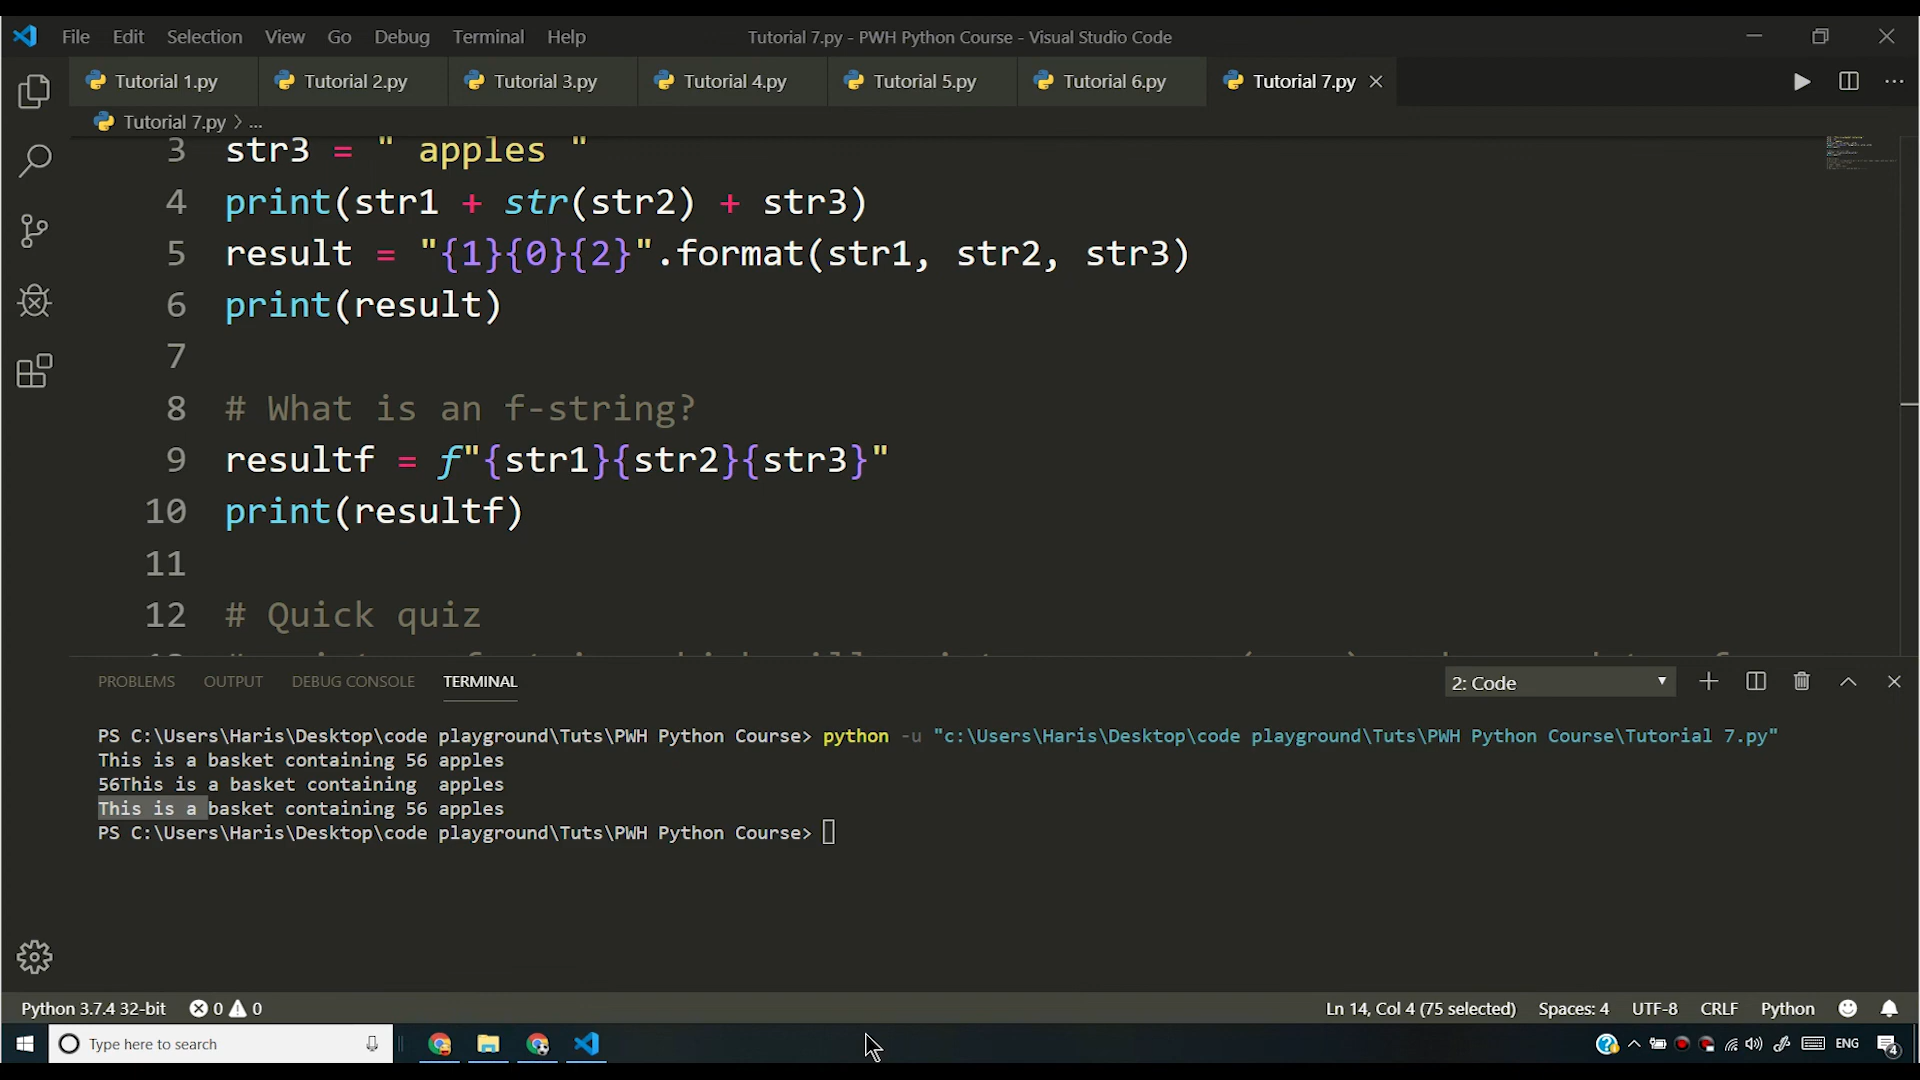 File Edit Selection View Go Debug Terminal Help
Tutorial 7.py - PWH Python Course - Visual Studio Code
Tutorial 1.py Tutorial 2.py Tutorial 3.py Tutorial 4.py Tutorial 5.py Tutorial 6.py Tutorial 7.py
Tutorial 7.py > ...
3 str3 = " apples "
4 print(str1 + str(str2) + str3)
5 result = "{1}{0}{2}".format(str1, str2, str3)
6 print(result)
7
8 # What is an f-string?
9 resultf = f"{str1}{str2}{str3}"
10 print(resultf)
11
12 # Quick quiz
PROBLEMS OUTPUT DEBUG CONSOLE TERMINAL 2: Code
PS C:\Users\Haris\Desktop\code playground\Tuts\PWH Python Course> python -u "c:\Users\Haris\Desktop\code playground\Tuts\PWH Python Course\Tutorial 7.py"
This is a basket containing 56 apples
56This is a basket containing  apples
This is a basket containing 56 apples
PS C:\Users\Haris\Desktop\code playground\Tuts\PWH Python Course>
Python 3.7.4 32-bit 0 0 Ln 14, Col 4 (75 selected) Spaces: 4 UTF-8 CRLF Python
Type here to search ENG 4